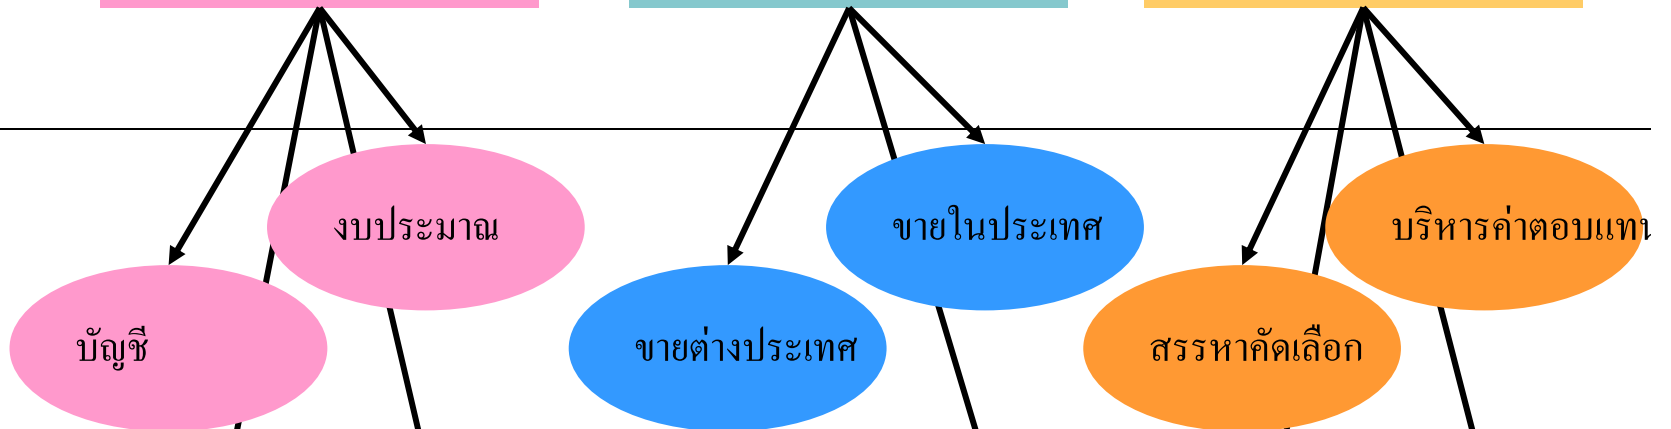 งบประมาณ
ขายในประเทศ
บริหารค่าตอบแทน
บัญชี
ขายต่างประเทศ
สรรหาคัดเลือก